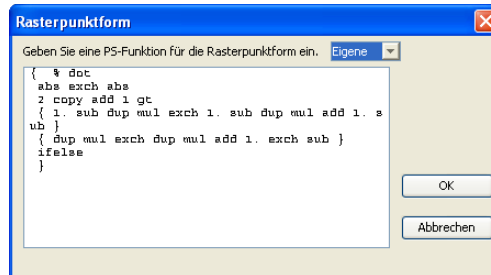 Rasterpunktform
Geben Sie eine PS-Funktion für die Rasterpunktform ein. Eigene
{ % dot
abs exch abs
2 copy add 1 gt
{ 1. sub dup mul exch 1. sub dup mul add 1. s
ub }
{ dup mul exch dup mul add 1. exch sub }
ifelse
}
OK
Abbrechen